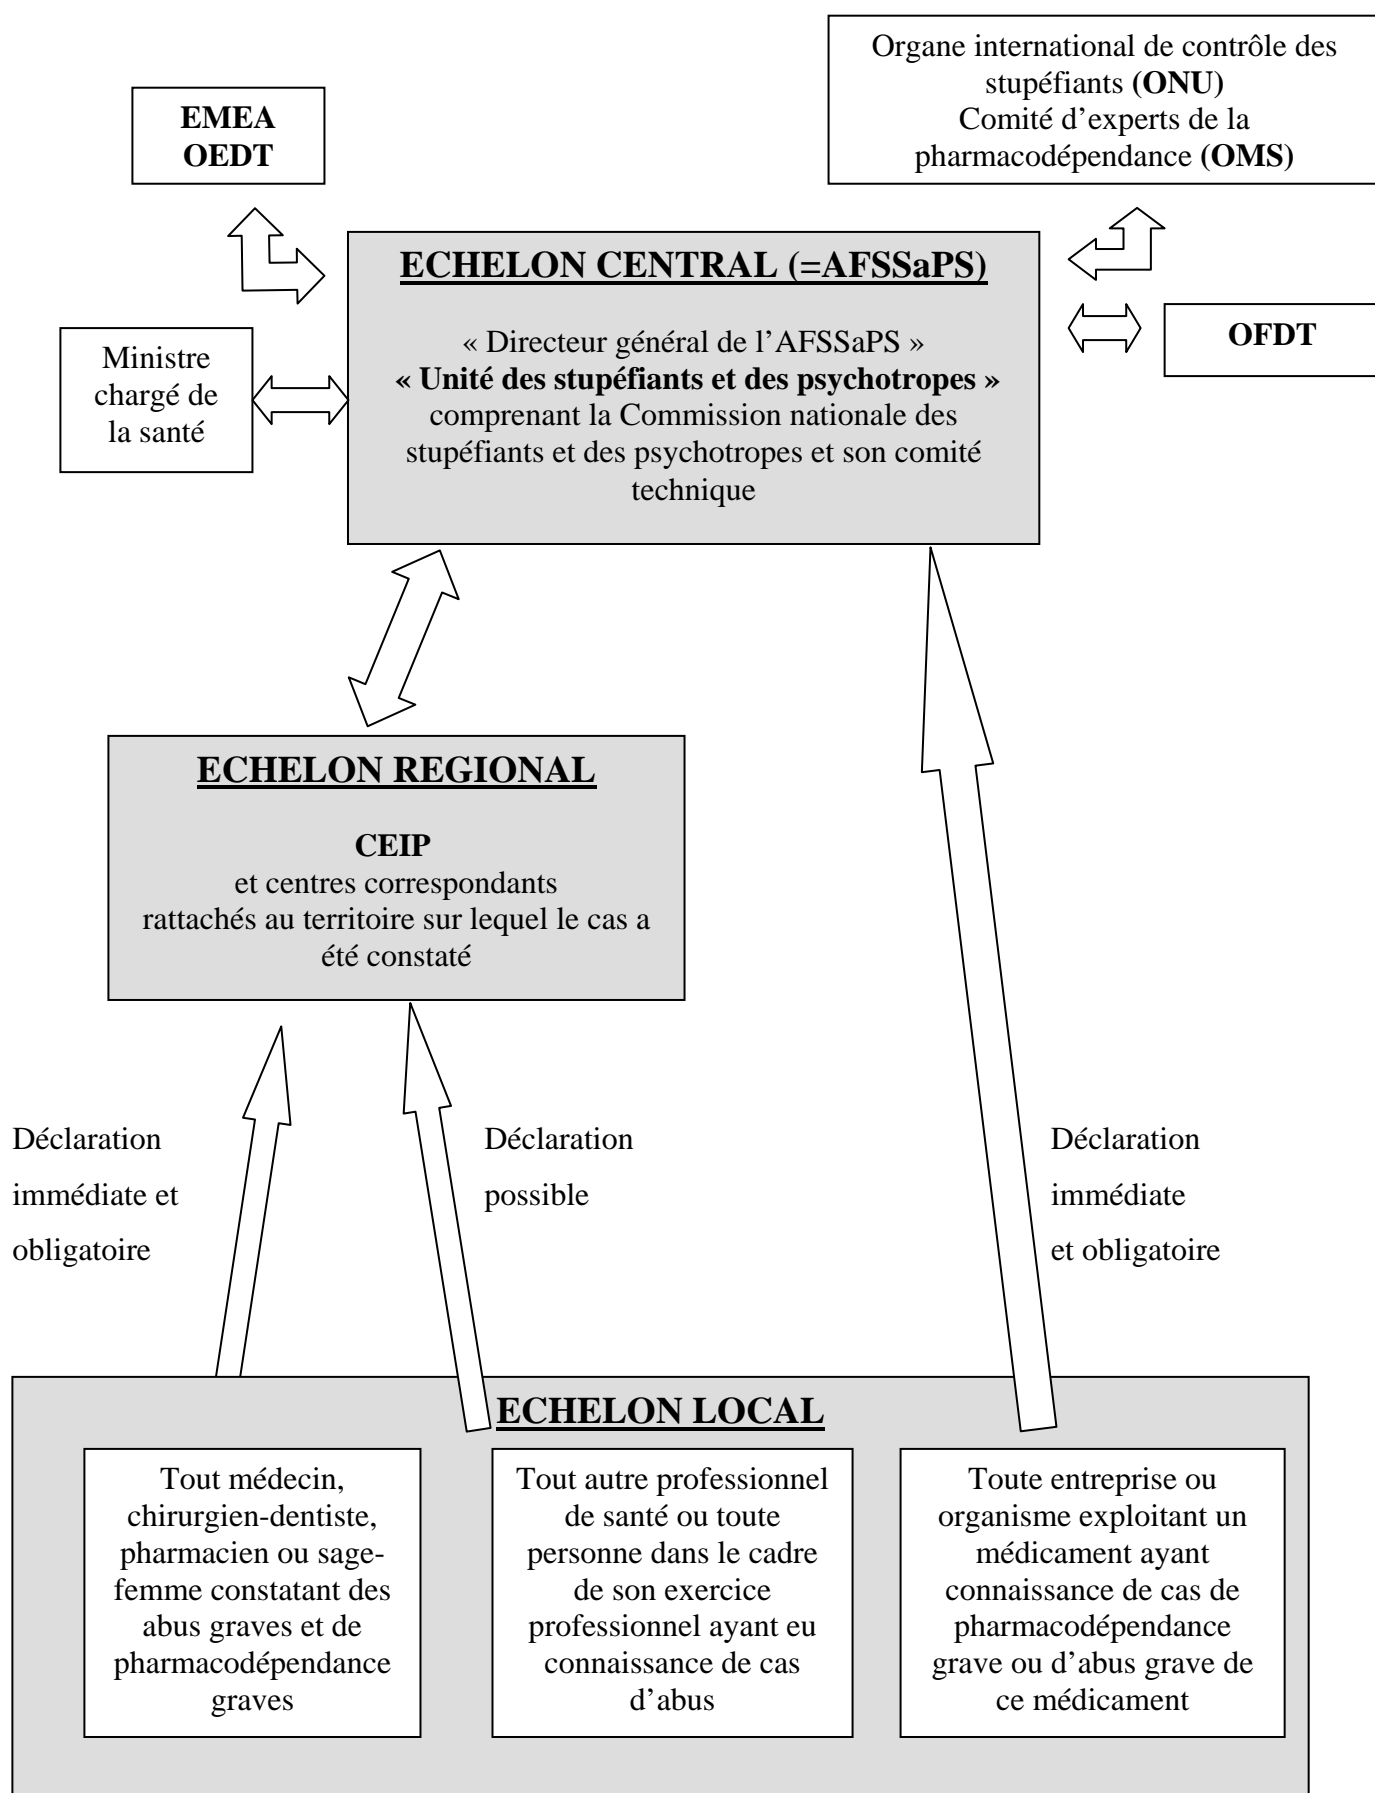 Organe international de contrôle des
stupéfiants (ONU)
Comité d’experts de la
pharmacodépendance (OMS)
EMEA
OEDT
ECHELON CENTRAL (=AFSSaPS)
« Directeur général de l’AFSSaPS »
« Unité des stupéfiants et des psychotropes »
comprenant la Commission nationale des
stupéfiants et des psychotropes et son comité
technique
OFDT
Ministre
chargé de
la santé
ECHELON REGIONAL
CEIP
et centres correspondants
rattachés au territoire sur lequel le cas a
été constaté
Déclaration
immédiate et
obligatoire
Déclaration
possible
Déclaration
immédiate
et obligatoire
ECHELON LOCAL
Tout médecin,
chirurgien-dentiste,
pharmacien ou sage-
femme constatant des
abus graves et de
pharmacodépendance
graves
Tout autre professionnel
de santé ou toute
personne dans le cadre
de son exercice
professionnel ayant eu
connaissance de cas
d’abus
Toute entreprise ou
organisme exploitant un
médicament ayant
connaissance de cas de
pharmacodépendance
grave ou d’abus grave de
ce médicament